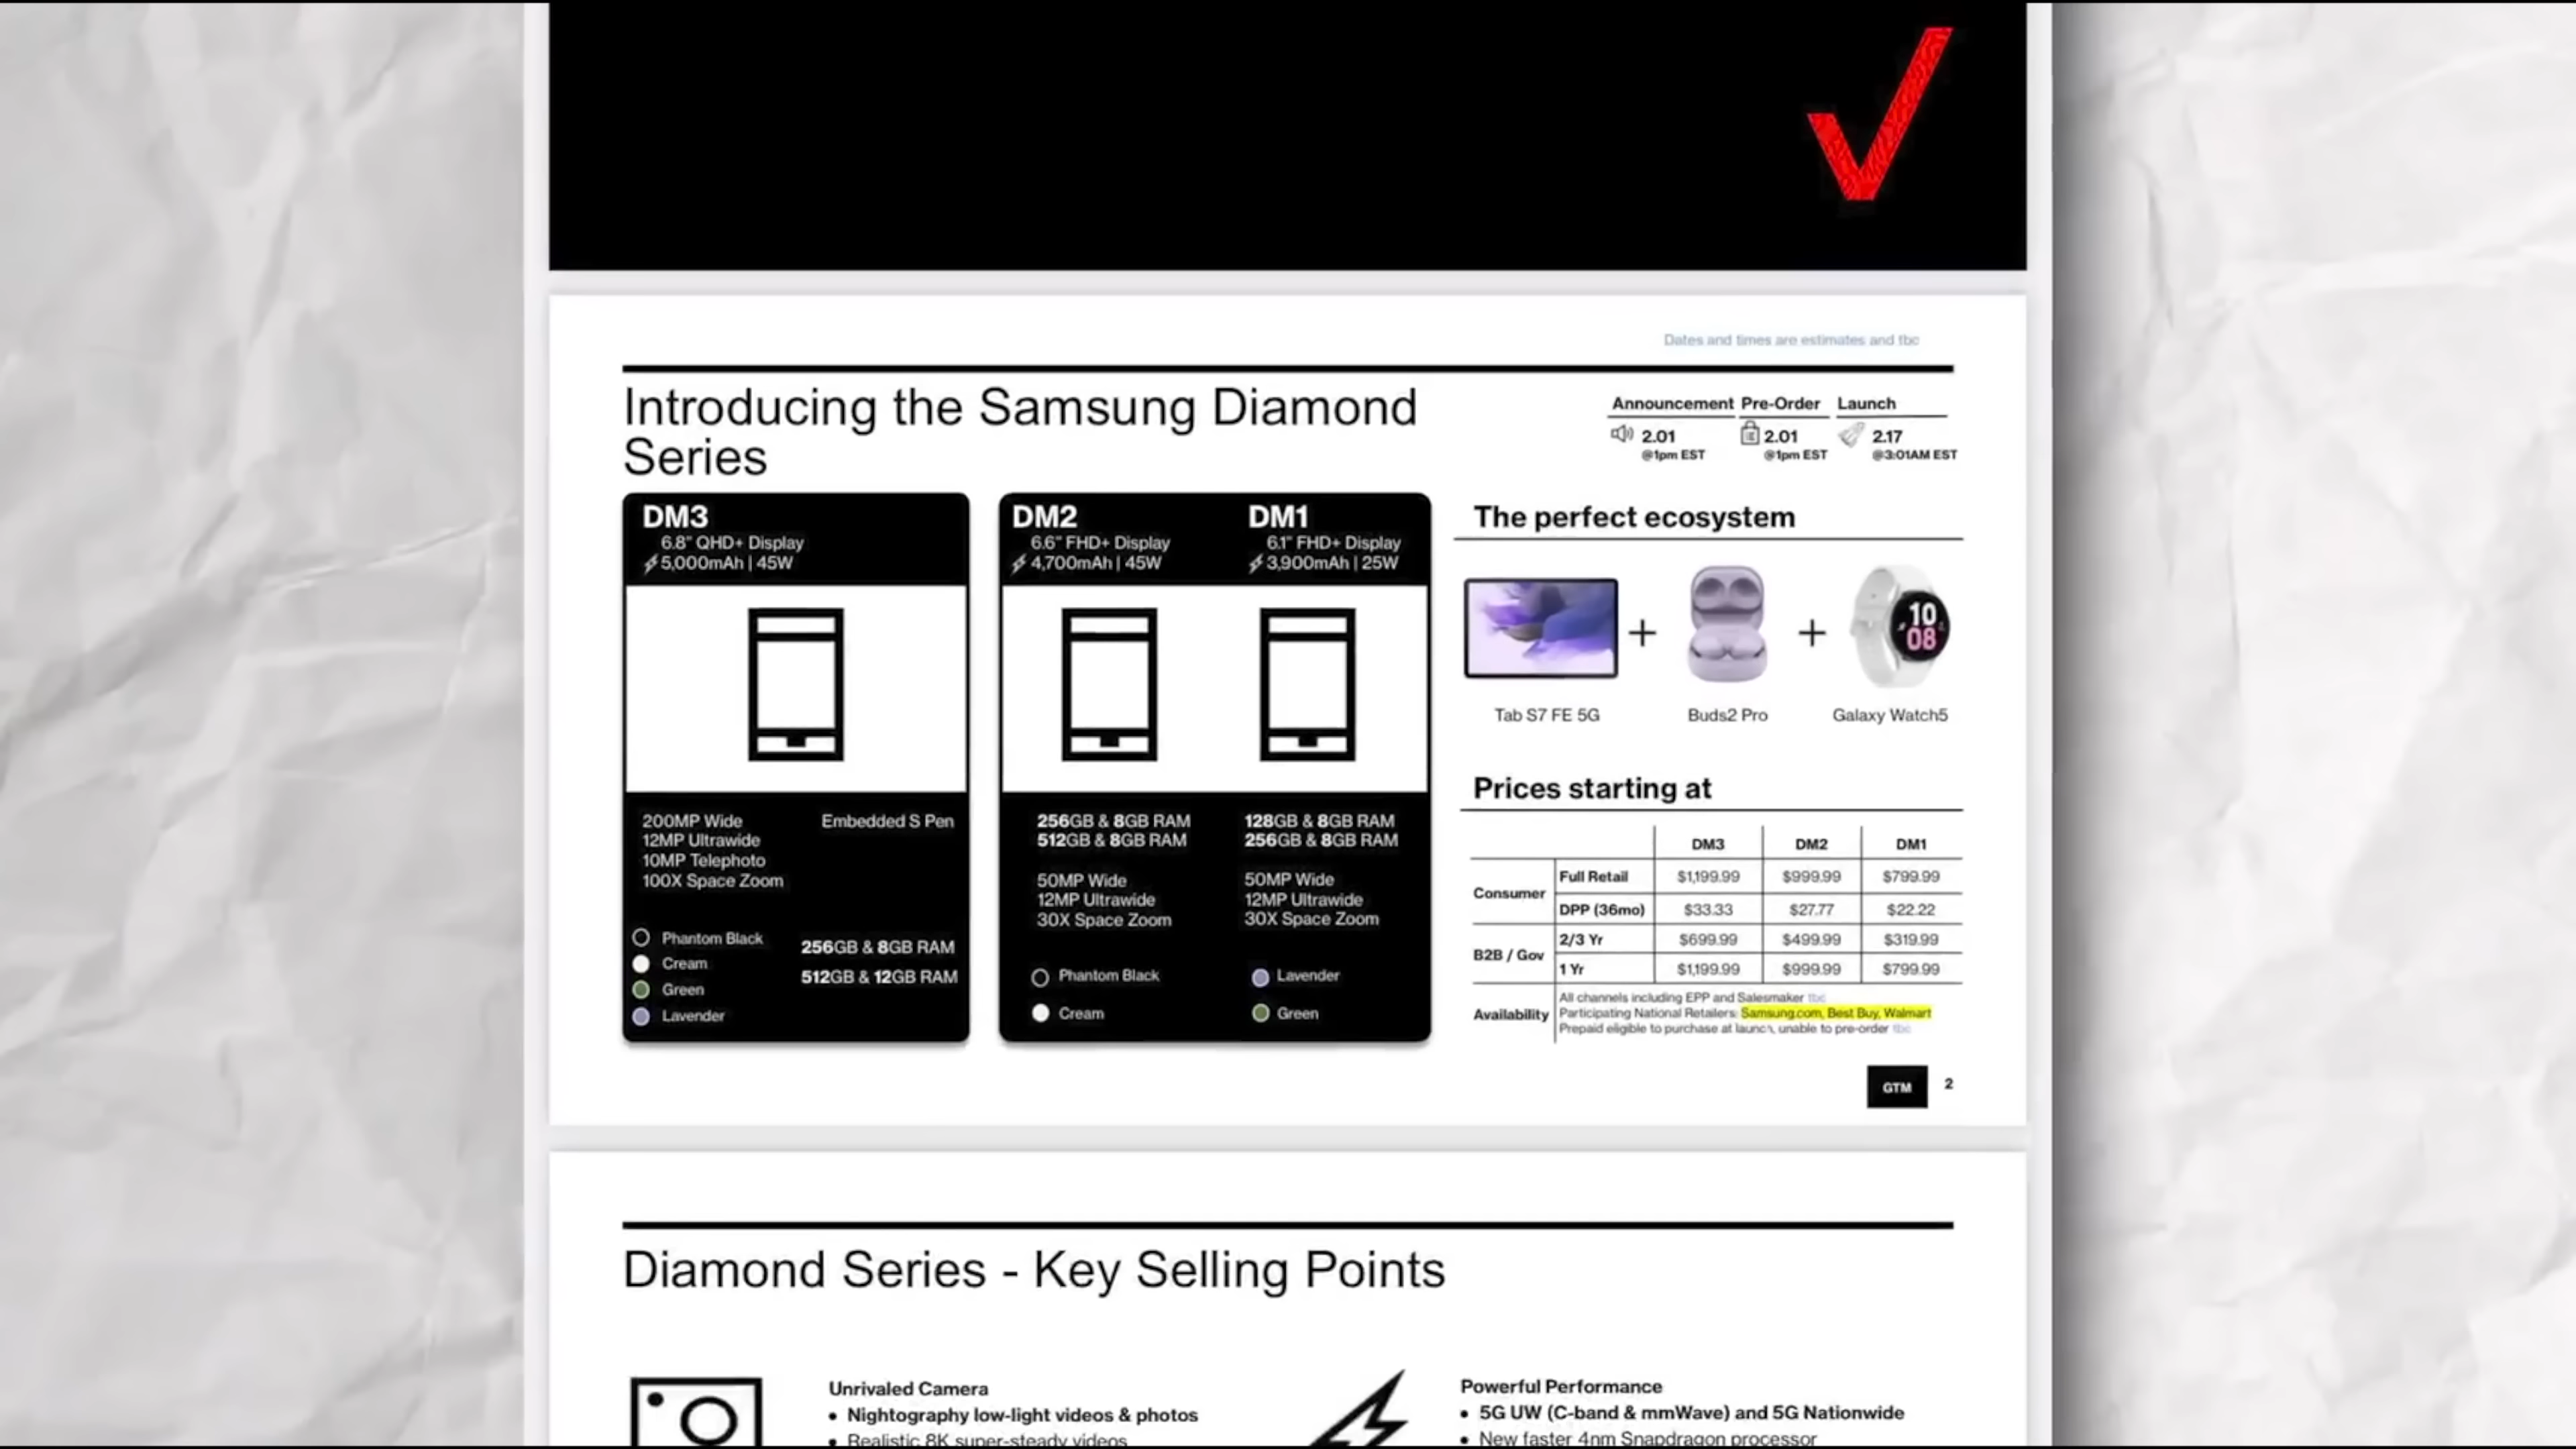 Dates and times are estimates and tbc
Introducing the Samsung Diamond
Series
Announcement Pre-Order Launch
2.01 2.01 2.17
@1pm EST @1pm EST @3:01AM EST
DM3
6.8" QHD+ Display
5,000mAh | 45W
200MP Wide
12MP Ultrawide
10MP Telephoto
100X Space Zoom
Embedded S Pen
Phantom Black
Cream
Green
Lavender
256GB & 8GB RAM
512GB & 12GB RAM
DM2
6.6" FHD+ Display
4,700mAh | 45W
256GB & 8GB RAM
512GB & 8GB RAM
50MP Wide
12MP Ultrawide
30X Space Zoom
Phantom Black
Cream
DM1
6.1" FHD+ Display
3,900mAh | 25W
128GB & 8GB RAM
256GB & 8GB RAM
50MP Wide
12MP Ultrawide
30X Space Zoom
Lavender
Green
The perfect ecosystem
10
08
+ +
Tab S7 FE 5G Buds2 Pro Galaxy Watch5
Prices starting at
DM3 DM2 DM1
Consumer
Full Retail $1,199.99 $999.99 $799.99
DPP (36mo) $33.33 $27.77 $22.22
B2B / Gov
2/3 Yr $699.99 $499.99 $319.99
1 Yr $1,199.99 $999.99 $799.99
Availability
All channels including EPP and Salesmaker tbc
Participating National Retailers: Samsung.com, Best Buy, Walmart
Prepaid eligible to purchase at launch, unable to pre-order tbc
GTM 2
Diamond Series - Key Selling Points
Unrivaled Camera
• Nightography low-light videos & photos
• Realistic 8K super-steady videos
Powerful Performance
• 5G UW (C-band & mmWave) and 5G Nationwide
• New faster 4nm Snapdragon processor